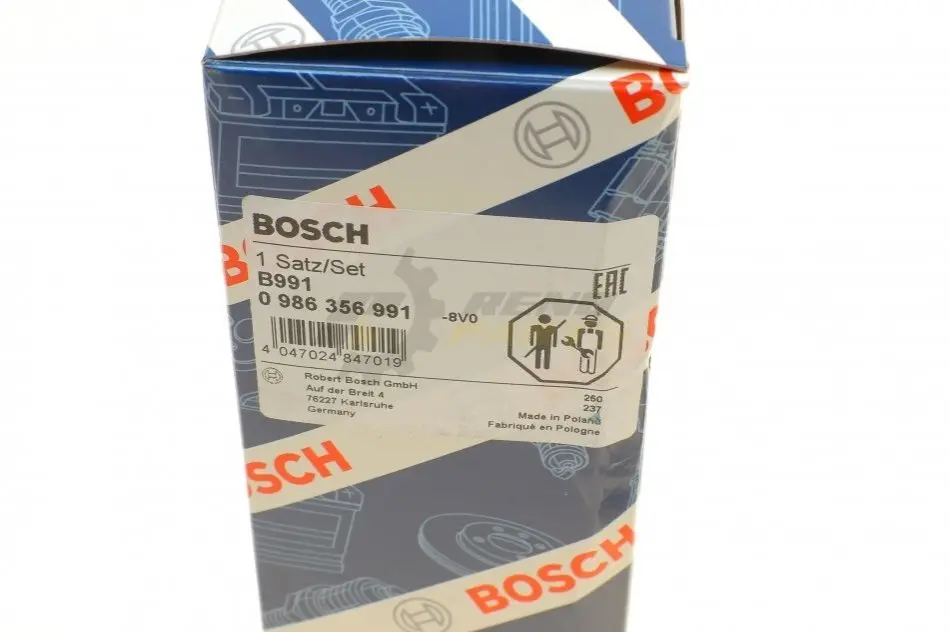 BOSCH
BOSCH
1 Satz/Set
B991
0 986 356 991
-8V0
EAC
4 047024 847019
Robert Bosch GmbH
Auf der Breit 4
76227 Karlsruhe
Germany
260
237
Made in Poland
Fabriqué en Pologne
BOSCH
BOSCH